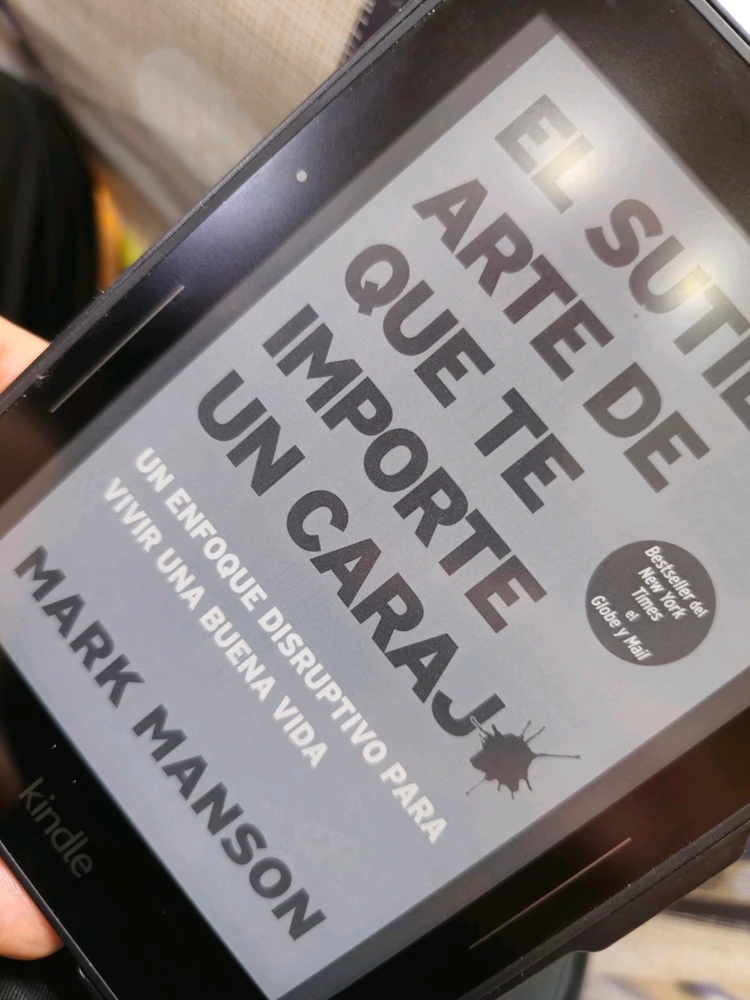 EL SUTIL
ARTE DE
QUE TE
IMPORTE
UN CARAJ
UN ENFOQUE DISRUPTIVO PARA
VIVIR UNA BUENA VIDA
Bestseller del
New York
Times
el
Globe y Mail
MARK MANSON
kindle